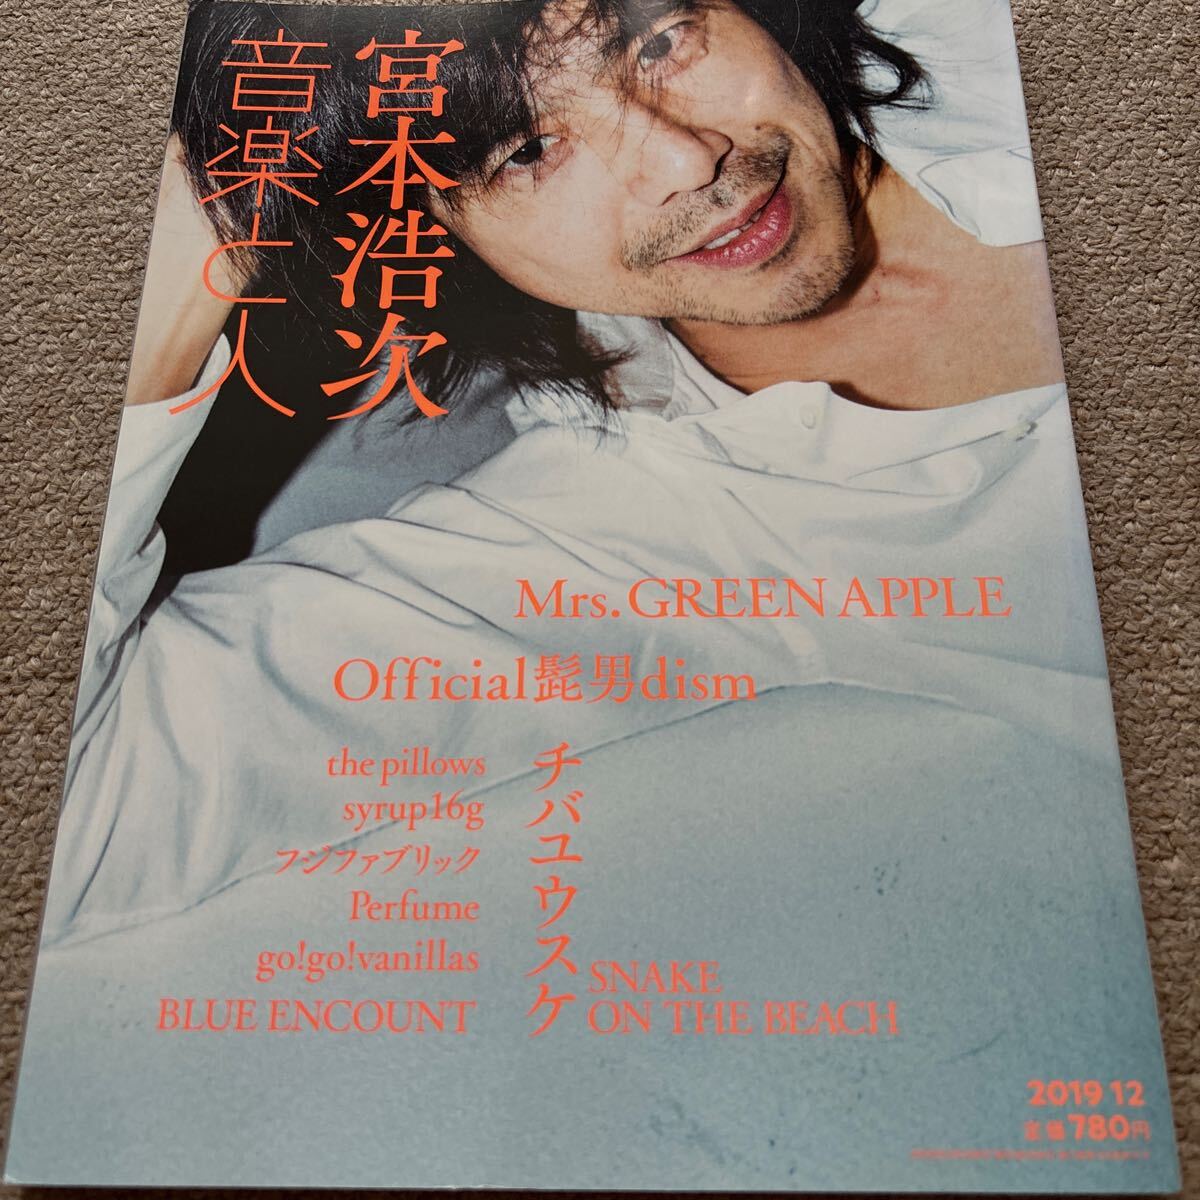 宮本浩次
音楽と人
Mrs. GREEN APPLE
Official髭男dism
the pillows
syrup16g
フジファブリック
Perfume
go!go!vanillas
BLUE ENCOUNT
チバユウスケ
SNAKE
ON THE BEACH
2019 12
定価780円